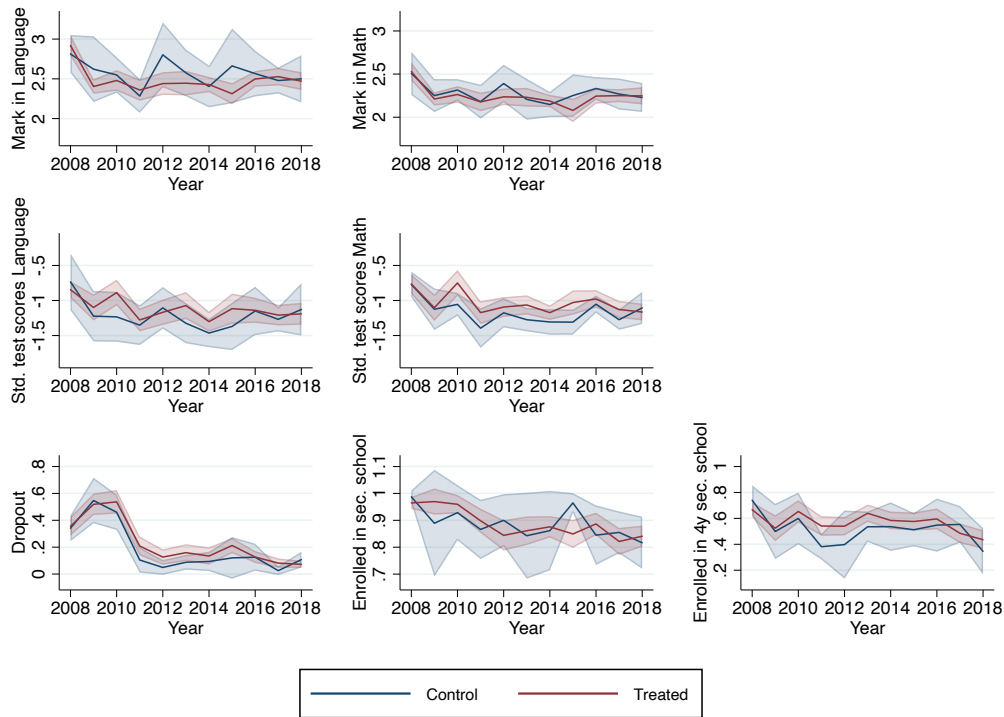 Mark in Language
3
2.5
2
2008 2010 2012 2014 2016 2018
Year
Mark in Math
3
2.5
2
2008 2010 2012 2014 2016 2018
Year
Std. test scores Language
-.5
-1
-1.5
2008 2010 2012 2014 2016 2018
Year
Std. test scores Math
-.5
-1
-1.5
2008 2010 2012 2014 2016 2018
Year
Dropout
.8
.6
.4
.2
0
2008 2010 2012 2014 2016 2018
Year
Enrolled in sec. school
1.1
1
.9
.8
.7
2008 2010 2012 2014 2016 2018
Year
Enrolled in 4y sec. school
1
.8
.6
.4
.2
2008 2010 2012 2014 2016 2018
Year
Control Treated